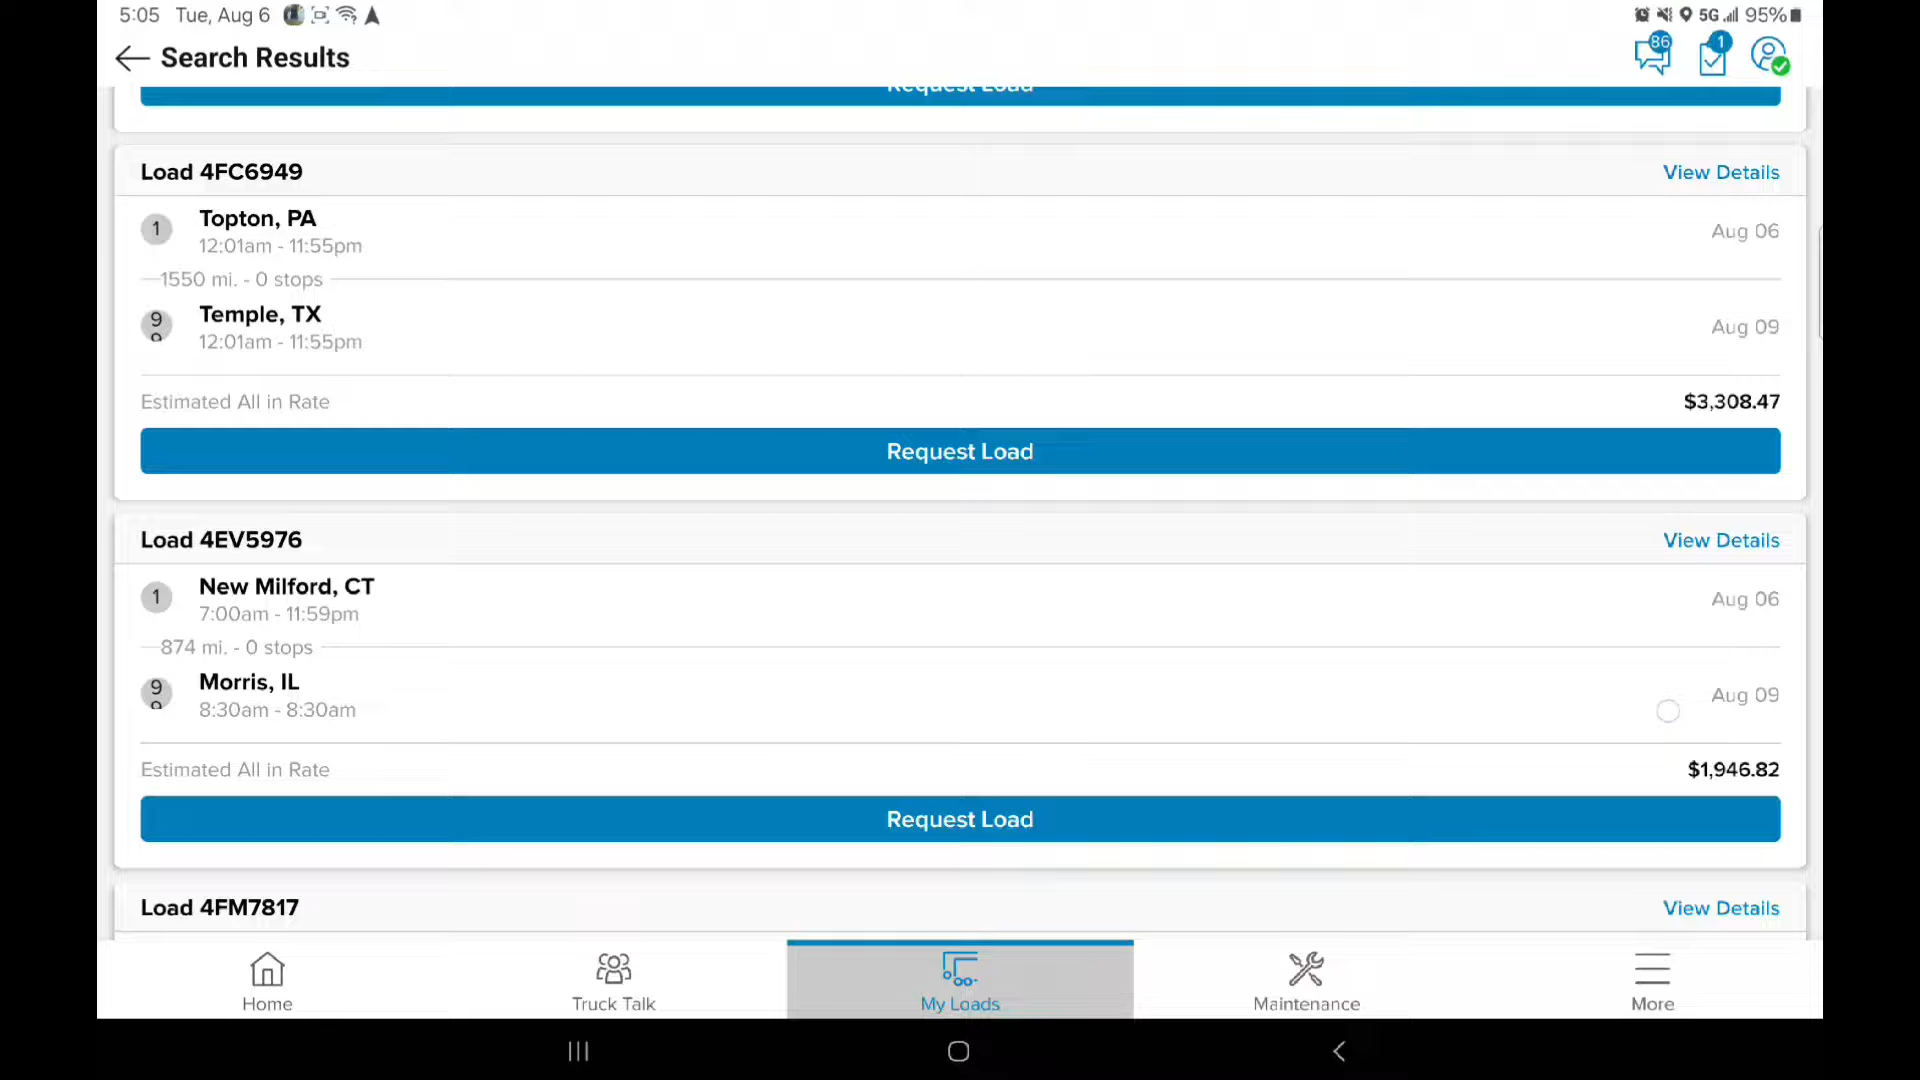 5:05 Tue, Aug 6
5G 95%
Search Results
86
1
Request Load
Load 4FC6949
View Details
1
Topton, PA
12:01am - 11:55pm
Aug 06
1550 mi. - 0 stops
99
Temple, TX
12:01am - 11:55pm
Aug 09
Estimated All in Rate
$3,308.47
Request Load
Load 4EV5976
View Details
1
New Milford, CT
7:00am - 11:59pm
Aug 06
874 mi. - 0 stops
99
Morris, IL
8:30am - 8:30am
Aug 09
Estimated All in Rate
$1,946.82
Request Load
Load 4FM7817
View Details
Home
Truck Talk
My Loads
Maintenance
More